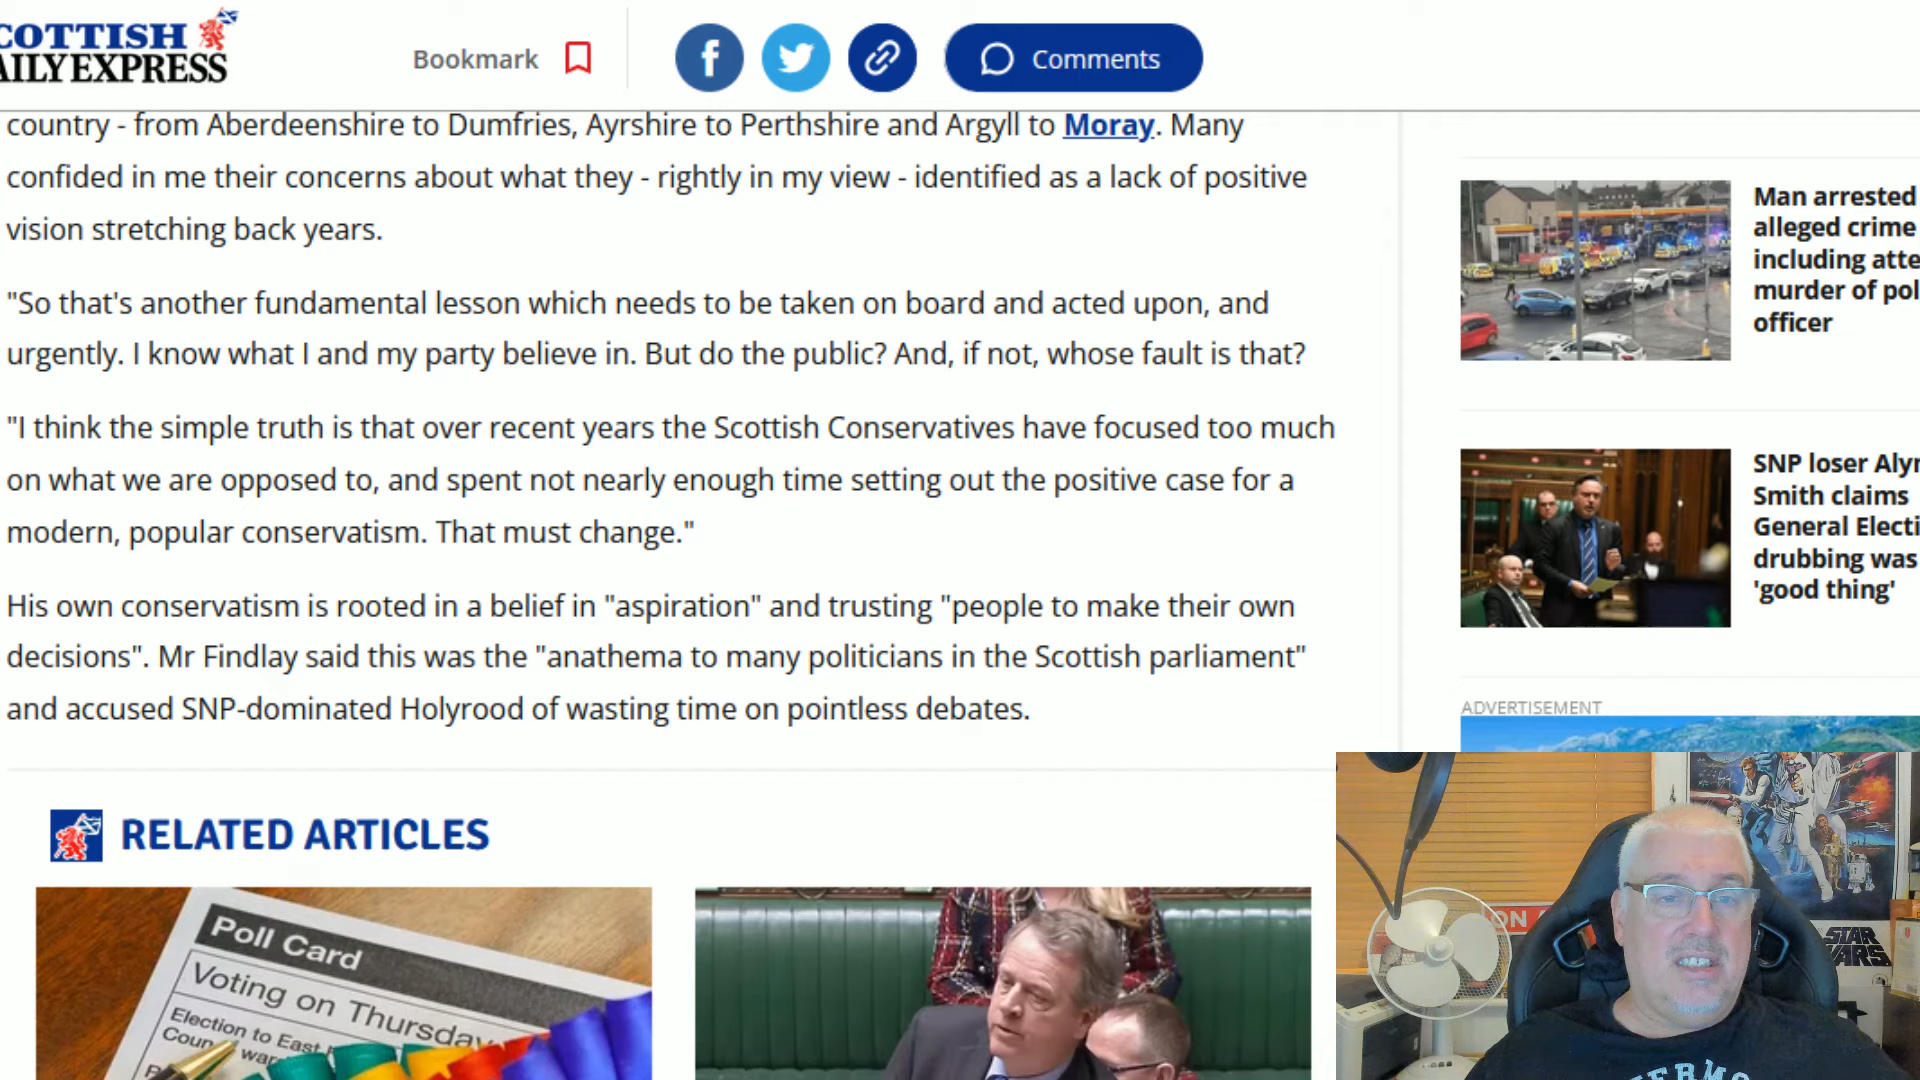 COTTISH
AILY EXPRESS
Bookmark
f
Comments
country - from Aberdeenshire to Dumfries, Ayrshire to Perthshire and Argyll to Moray. Many
confided in me their concerns about what they - rightly in my view - identified as a lack of positive
vision stretching back years.
"So that's another fundamental lesson which needs to be taken on board and acted upon, and
urgently. I know what I and my party believe in. But do the public? And, if not, whose fault is that?
"I think the simple truth is that over recent years the Scottish Conservatives have focused too much
on what we are opposed to, and spent not nearly enough time setting out the positive case for a
modern, popular conservatism. That must change."
His own conservatism is rooted in a belief in "aspiration" and trusting "people to make their own
decisions". Mr Findlay said this was the "anathema to many politicians in the Scottish parliament"
and accused SNP-dominated Holyrood of wasting time on pointless debates.
Man arrested
alleged crime
including atte
murder of pol
officer
SNP loser Alyn
Smith claims
General Electi
drubbing was
'good thing'
ADVERTISEMENT
RELATED ARTICLES
Poll Card
Voting on Thursday
Election to East
Coun
war
ON
STAR
WARS